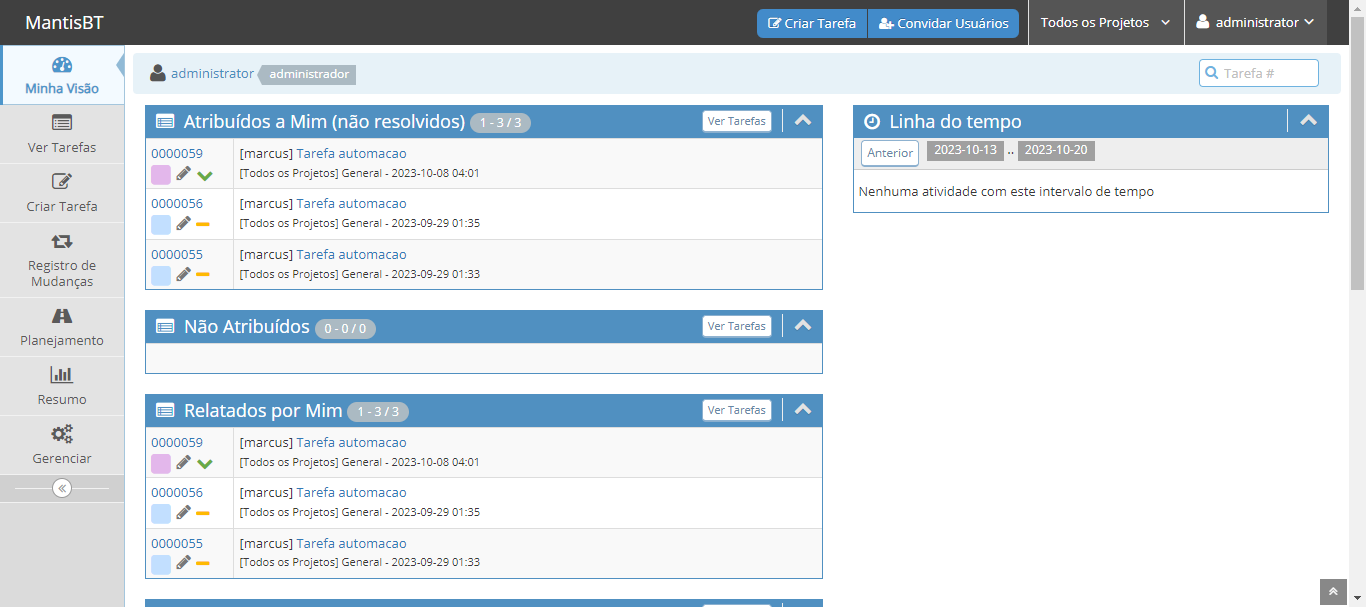 MantisBT
Criar Tarefa
Convidar Usuários
Todos os Projetos
administrator
Minha Visão
Ver Tarefas
Criar Tarefa
Registro de
Mudanças
Planejamento
Resumo
Gerenciar
administrator administrador
Tarefa #
Atribuídos a Mim (não resolvidos) 1 - 3 / 3
Ver Tarefas
0000059
[marcus] Tarefa automacao
[Todos os Projetos] General - 2023-10-08 04:01
0000056
[marcus] Tarefa automacao
[Todos os Projetos] General - 2023-09-29 01:35
0000055
[marcus] Tarefa automacao
[Todos os Projetos] General - 2023-09-29 01:33
Não Atribuídos 0 - 0 / 0
Ver Tarefas
Relatados por Mim 1 - 3 / 3
Ver Tarefas
0000059
[marcus] Tarefa automacao
[Todos os Projetos] General - 2023-10-08 04:01
0000056
[marcus] Tarefa automacao
[Todos os Projetos] General - 2023-09-29 01:35
0000055
[marcus] Tarefa automacao
[Todos os Projetos] General - 2023-09-29 01:33
Linha do tempo
Anterior 2023-10-13 .. 2023-10-20
Nenhuma atividade com este intervalo de tempo